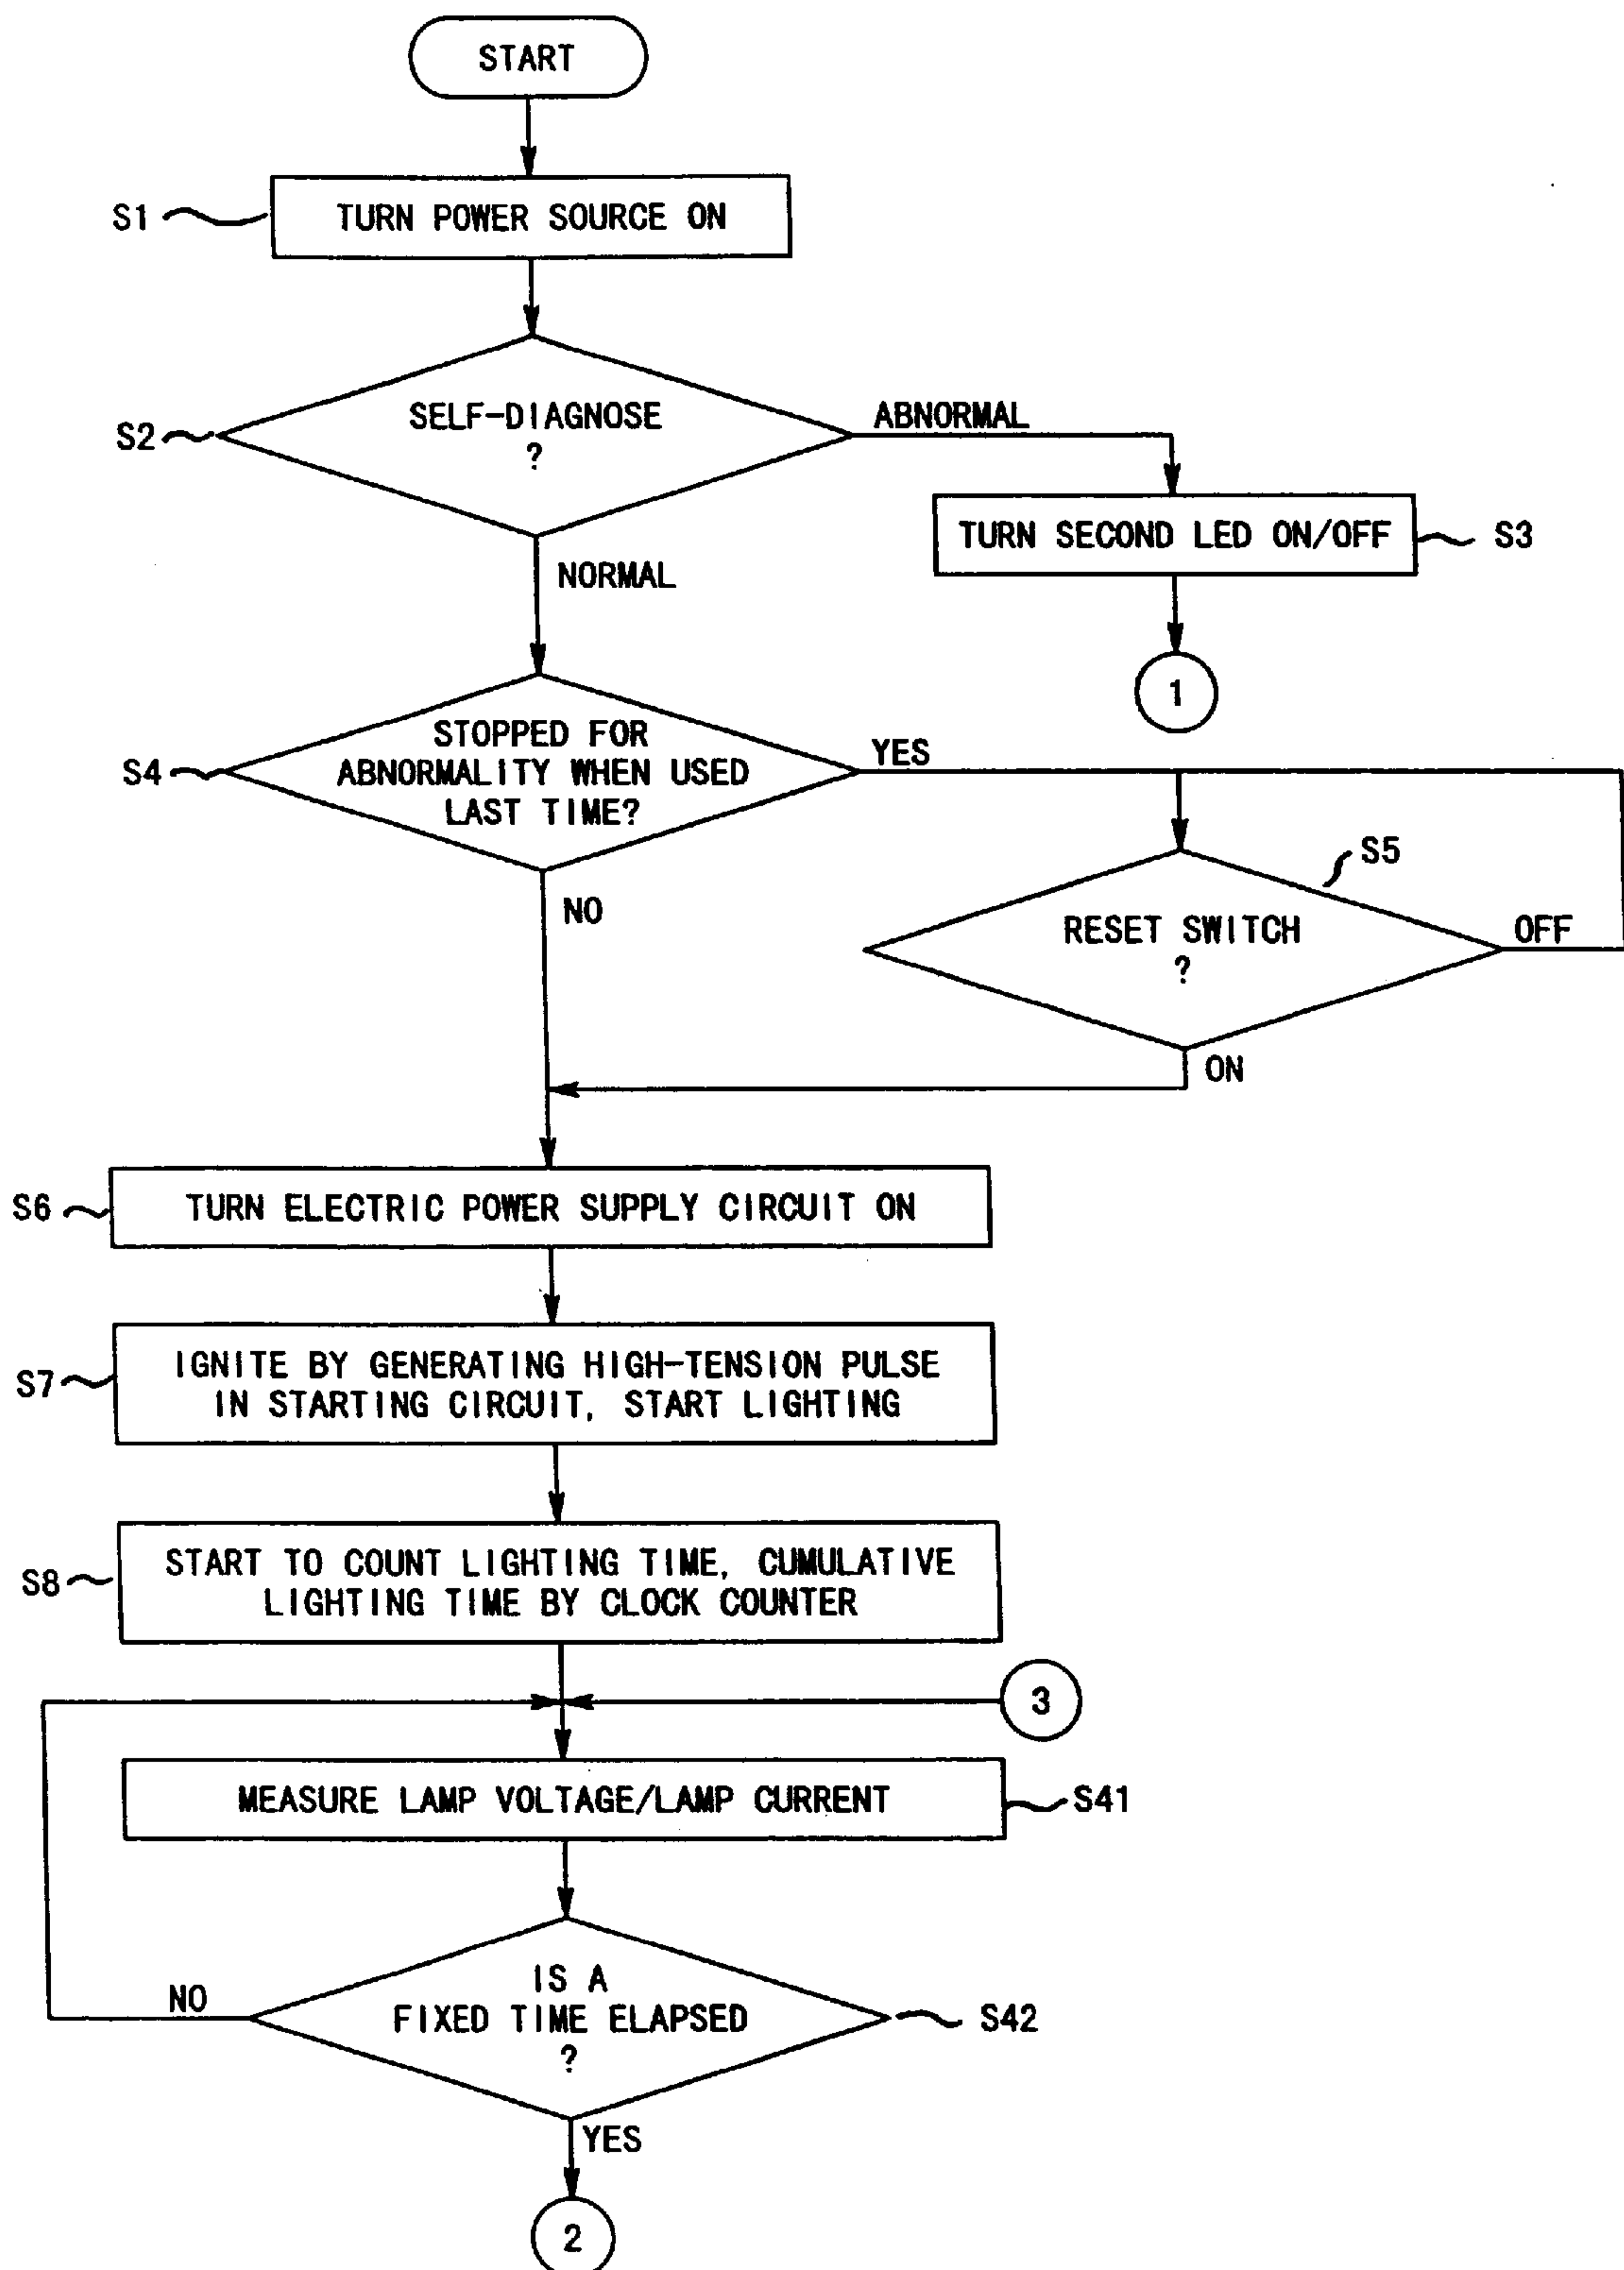 START
S1
TURN POWER SOURCE ON
S2
SELF-DIAGNOSE
?
ABNORMAL
TURN SECOND LED ON/OFF
S3
NORMAL
1
S4
STOPPED FOR
ABNORMALITY WHEN USED
LAST TIME?
YES
S5
NO
RESET SWITCH
?
OFF
ON
S6
TURN ELECTRIC POWER SUPPLY CIRCUIT ON
S7
IGNITE BY GENERATING HIGH-TENSION PULSE
IN STARTING CIRCUIT, START LIGHTING
S8
START TO COUNT LIGHTING TIME, CUMULATIVE
LIGHTING TIME BY CLOCK COUNTER
3
MEASURE LAMP VOLTAGE/LAMP CURRENT
S41
NO
IS A
FIXED TIME ELAPSED
?
S42
YES
2